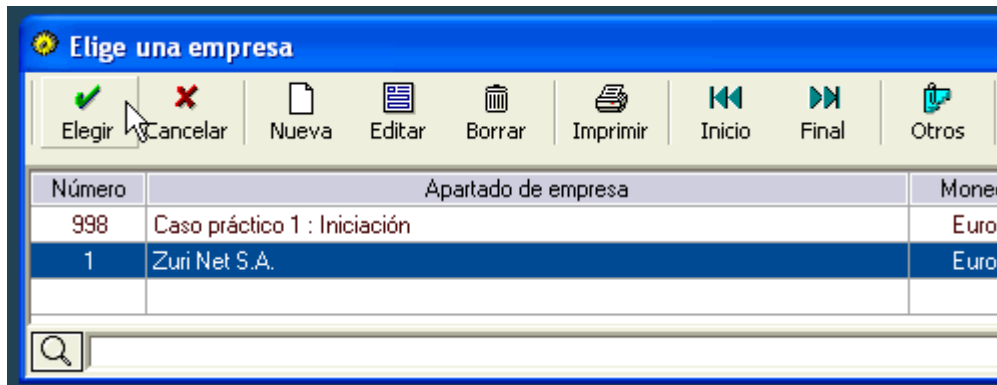 Elige una empresa
Elegir Cancelar Nueva Editar Borrar Imprimir Inicio Final Otros
Número Apartado de empresa
998 Caso práctico 1 : Iniciación Euro
1 Zuri Net S.A. Euro